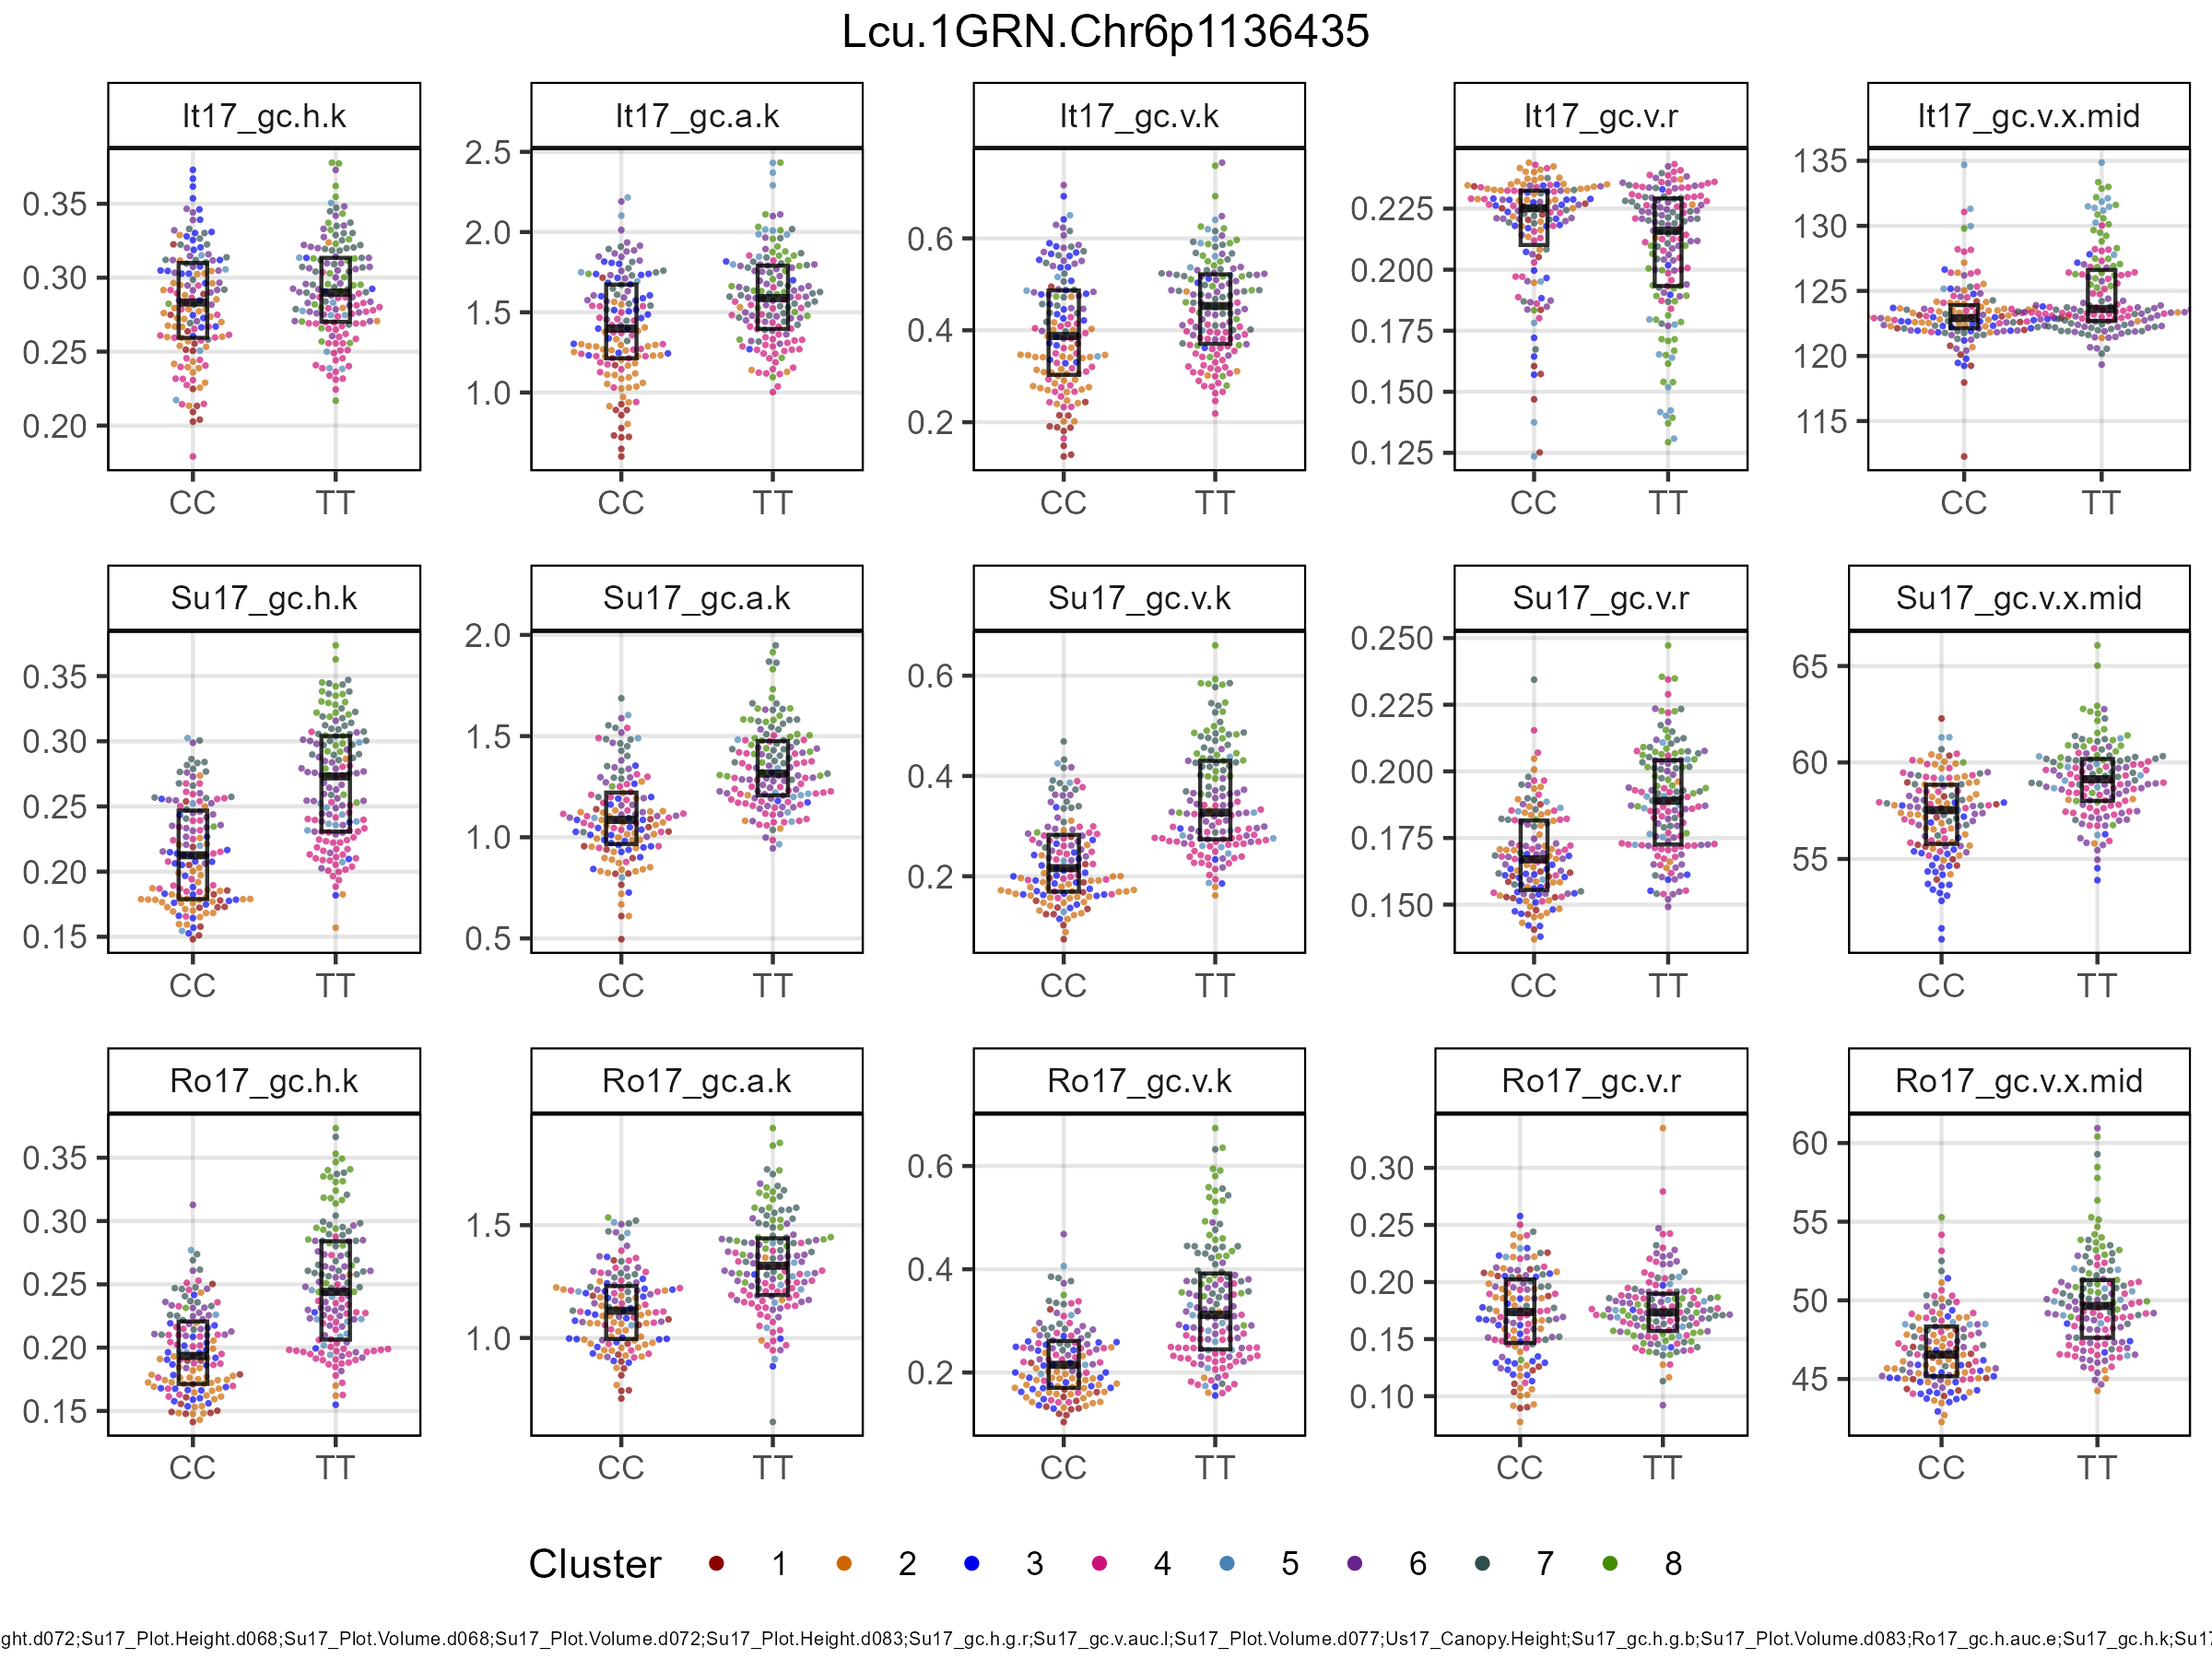 Lcu.1GRN.Chr6p1136435
It17_gc.h.k It17_gc.a.k It17_gc.v.k It17_gc.v.r It17_gc.v.x.mid
0.35 0.30 0.25 0.20
2.5 2.0 1.5 1.0
0.6 0.4 0.2
0.225 0.200 0.175 0.150 0.125
135 130 125 120 115
CC TT CC TT CC TT CC TT CC TT
Su17_gc.h.k Su17_gc.a.k Su17_gc.v.k Su17_gc.v.r Su17_gc.v.x.mid
0.35 0.30 0.25 0.20 0.15
2.0 1.5 1.0 0.5
0.6 0.4 0.2
0.250 0.225 0.200 0.175 0.150
65 60 55
CC TT CC TT CC TT CC TT CC TT
Ro17_gc.h.k Ro17_gc.a.k Ro17_gc.v.k Ro17_gc.v.r Ro17_gc.v.x.mid
0.35 0.30 0.25 0.20 0.15
1.5 1.0
0.6 0.4 0.2
0.30 0.25 0.20 0.15 0.10
60 55 50 45
CC TT CC TT CC TT CC TT CC TT
Cluster 1 2 3 4 5 6 7 8
ght.d072;Su17_Plot.Height.d068;Su17_Plot.Volume.d068;Su17_Plot.Volume.d072;Su17_Plot.Height.d083;Su17_gc.h.g.r;Su17_gc.v.auc.l;Su17_Plot.Volume.d077;Us17_Canopy.Height;Su17_gc.h.g.b;Su17_Plot.Volume.d083;Ro17_gc.h.auc.e;Su17_gc.h.k;Su17